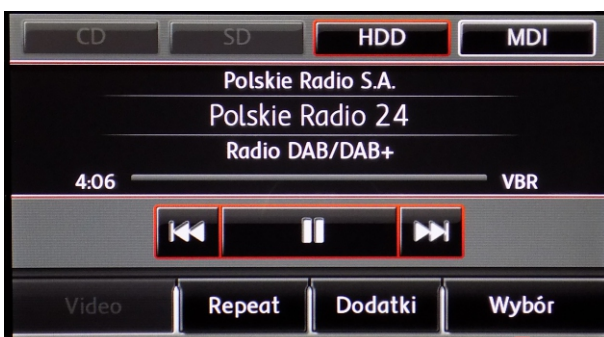 CD SD HDD MDI
Polskie Radio S.A.
Polskie Radio 24
Radio DAB/DAB+
4:06 VBR
Video Repeat Dodatki Wybór